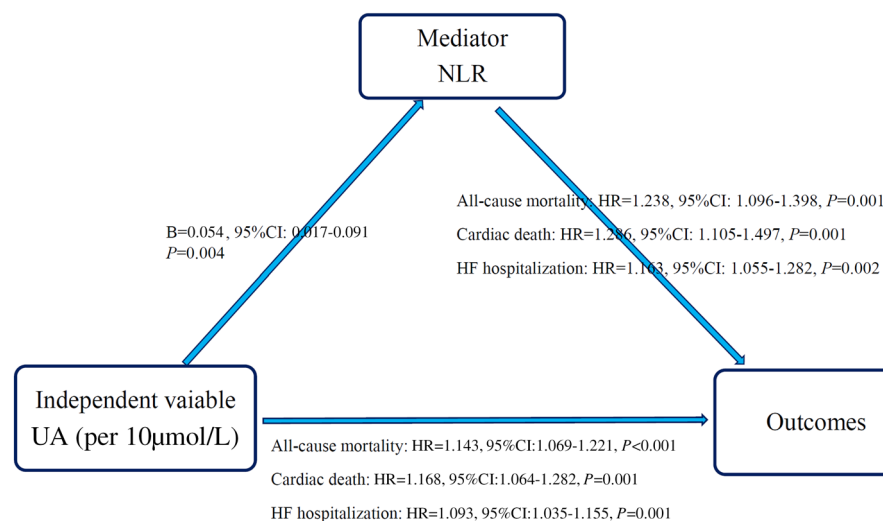 Mediator
NLR
All-cause mortality: HR=1.238, 95%CI: 1.096-1.398, P=0.001
B=0.054, 95%CI: 0.017-0.091
P=0.004
Cardiac death: HR=1.286, 95%CI: 1.105-1.497, P=0.001
HF hospitalization: HR=1.163, 95%CI: 1.055-1.282, P=0.002
Independent vaiable
UA (per 10μmol/L)
Outcomes
All-cause mortality: HR=1.143, 95%CI:1.069-1.221, P<0.001
Cardiac death: HR=1.168, 95%CI:1.064-1.282, P=0.001
HF hospitalization: HR=1.093, 95%CI:1.035-1.155, P=0.001